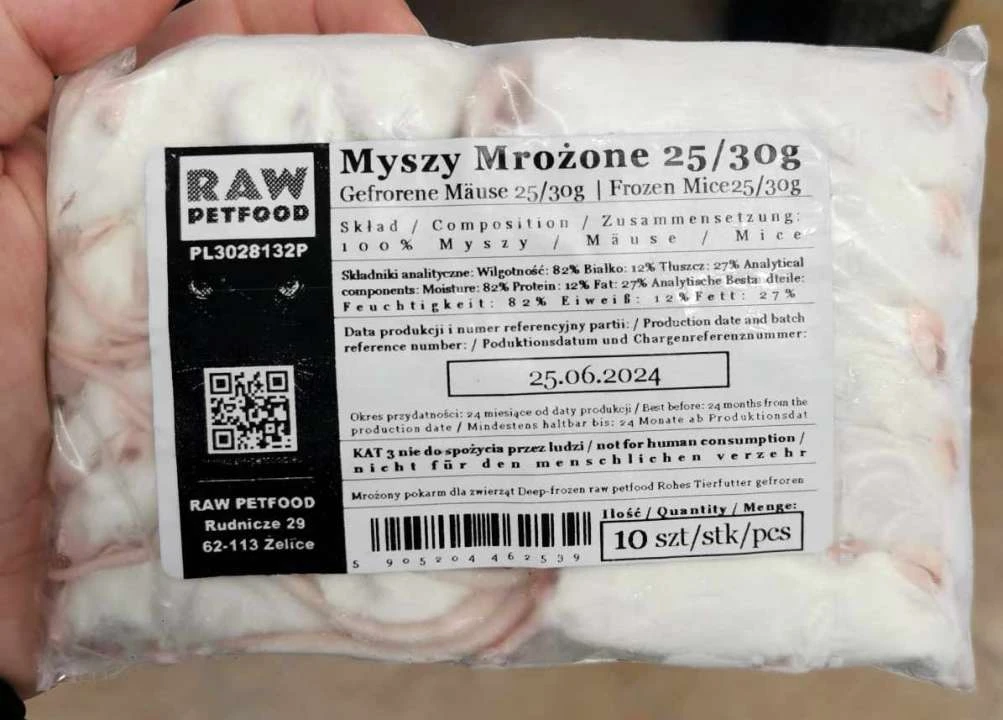 RAW
PETFOOD
PL3028132P
RAW PETFOOD
Rudnicze 29
62-113 Żelice
Myszy Mrożone 25/30g
Gefrorene Mäuse 25/30g | Frozen Mice25/30g
Skład / Composition / Zusammensetzung:
100% Myszy / Mäuse / Mice
Składniki analityczne: Wilgotność: 82% Białko: 12% Tłuszcz: 27% Analytical
components: Moisture: 82% Protein: 12% Fat: 27% Analytische Bestandteile:
Feuchtigkeit: 82% Eiweiß: 12% Fett: 27%
Data produkcji i numer referencyjny partii: / Production date and batch
reference number: / Poduktionsdatum und Chargenreferenznummer:
25.06.2024
Okres przydatności: 24 miesiące od daty produkcji / Best before: 24 months from the
production date / Mindestens haltbar bis: 24 Monate ab Produktionsdat
KAT 3 nie do spożycia przez ludzi / not for human consumption /
nicht für den menschlichen verzehr
Mrożony pokarm dla zwierząt Deep-frozen raw petfood Rohes Tierfutter gefroren
Ilość / Quantity / Menge:
10 szt/stk/pcs
5905204462539